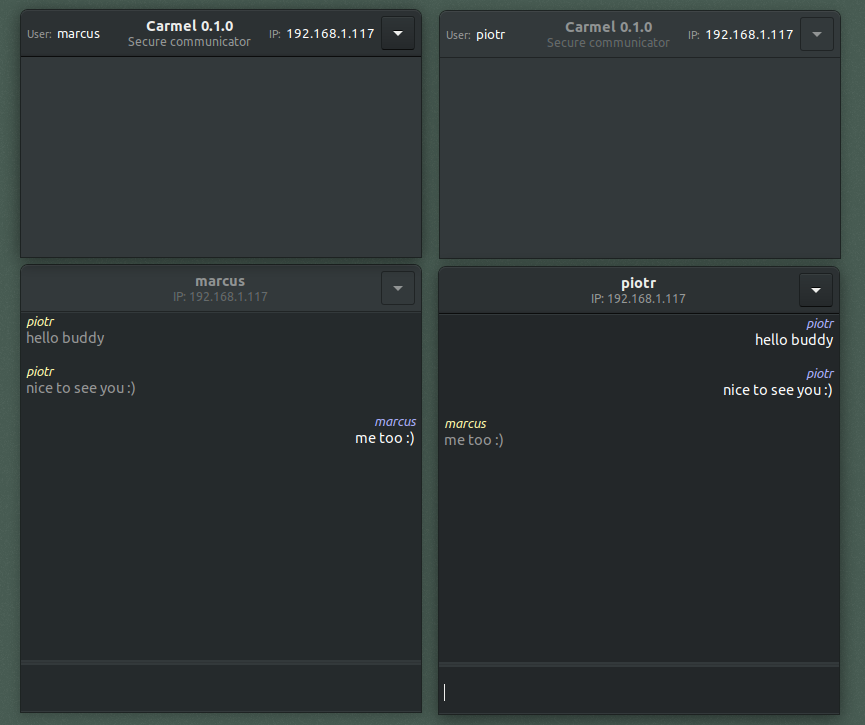 User: marcus
Carmel 0.1.0
Secure communicator
IP: 192.168.1.117
User: piotr
Carmel 0.1.0
Secure communicator
IP: 192.168.1.117
marcus
IP: 192.168.1.117
piotr
hello buddy
piotr
nice to see you :)
marcus
me too :)
piotr
IP: 192.168.1.117
piotr
hello buddy
piotr
nice to see you :)
marcus
me too :)